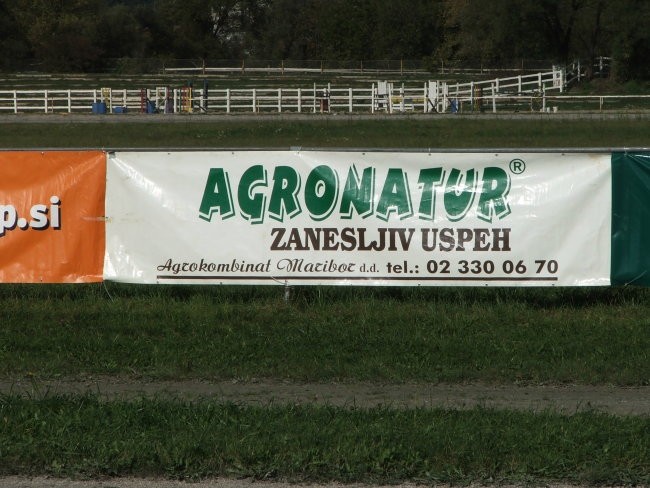 p.si
AGRONATUR®
ZANESLJIV USPEH
Agrokombinat Maribor d.d. tel.: 02 330 06 70